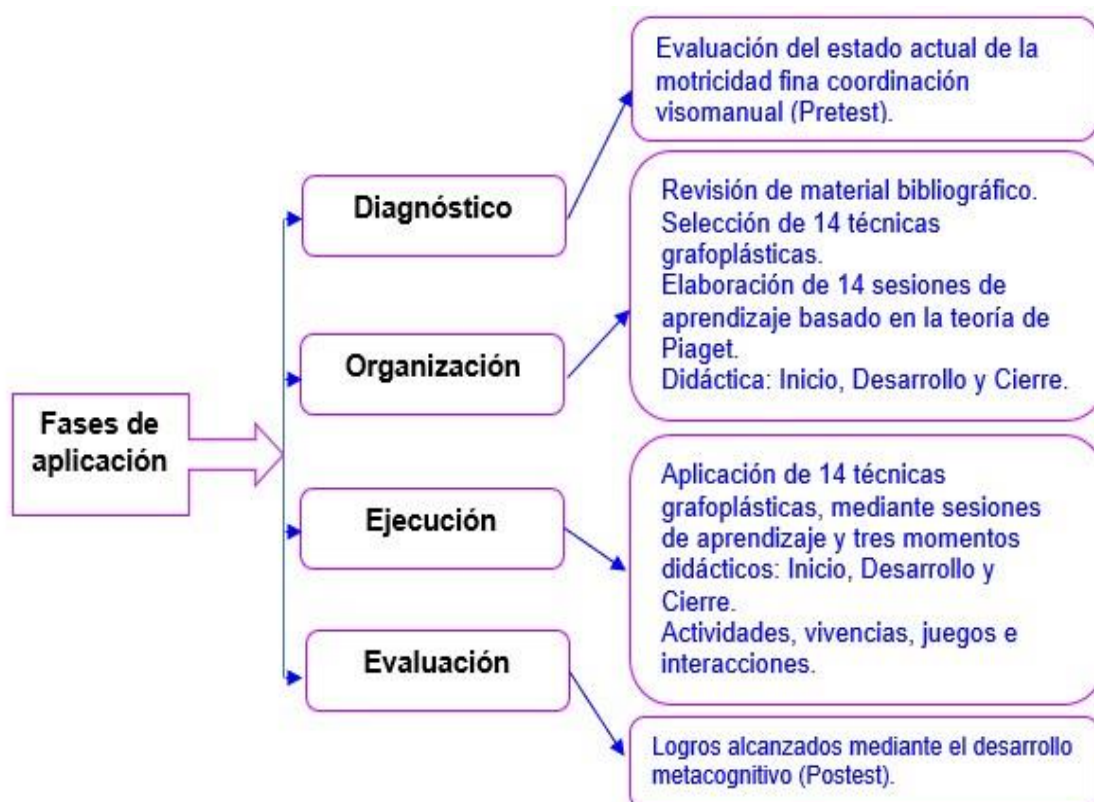 Fases de
aplicación
Diagnóstico
Evaluación del estado actual de la
motricidad fina coordinación
visomanual (Pretest).
Organización
Revisión de material bibliográfico.
Selección de 14 técnicas
grafoplásticas.
Elaboración de 14 sesiones de
aprendizaje basado en la teoría de
Piaget.
Didáctica: Inicio, Desarrollo y Cierre.
Ejecución
Aplicación de 14 técnicas
grafoplásticas, mediante sesiones
de aprendizaje y tres momentos
didácticos: Inicio, Desarrollo y
Cierre.
Actividades, vivencias, juegos e
interacciones.
Evaluación
Logros alcanzados mediante el desarrollo
metacognitivo (Postest).